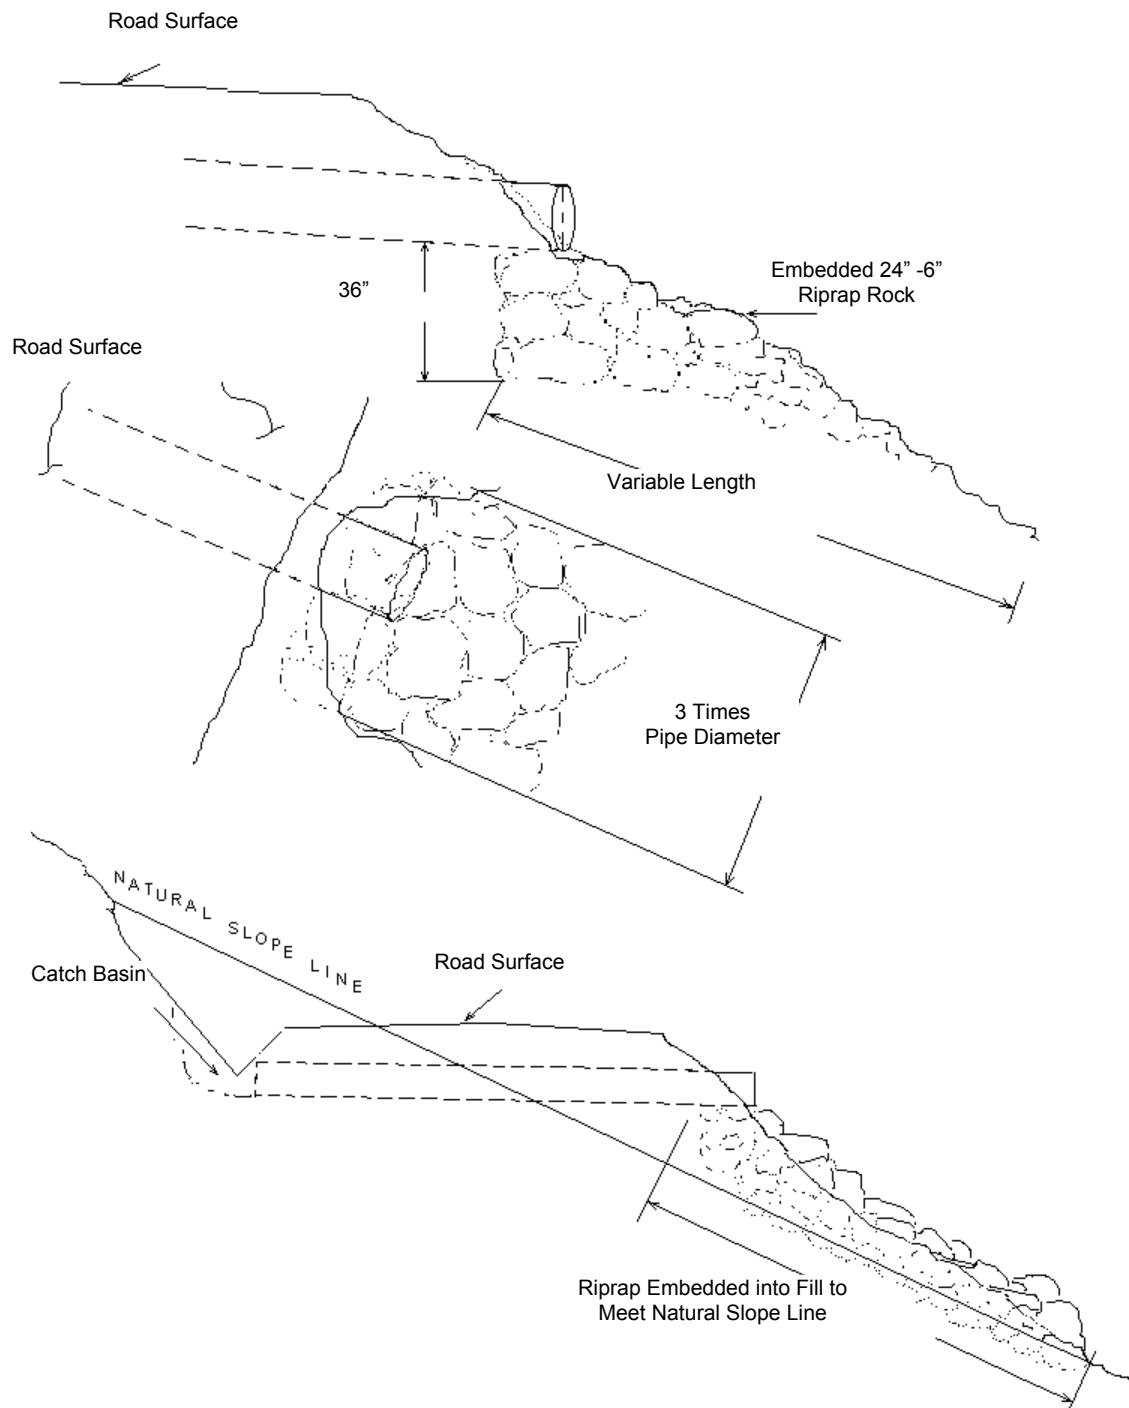 Road Surface
Embedded 24” -6”
Riprap Rock
36”
Road Surface
Variable Length
3 Times
Pipe Diameter
NATURAL SLOPE LINE
Catch Basin
Road Surface
Riprap Embedded into Fill to
Meet Natural Slope Line